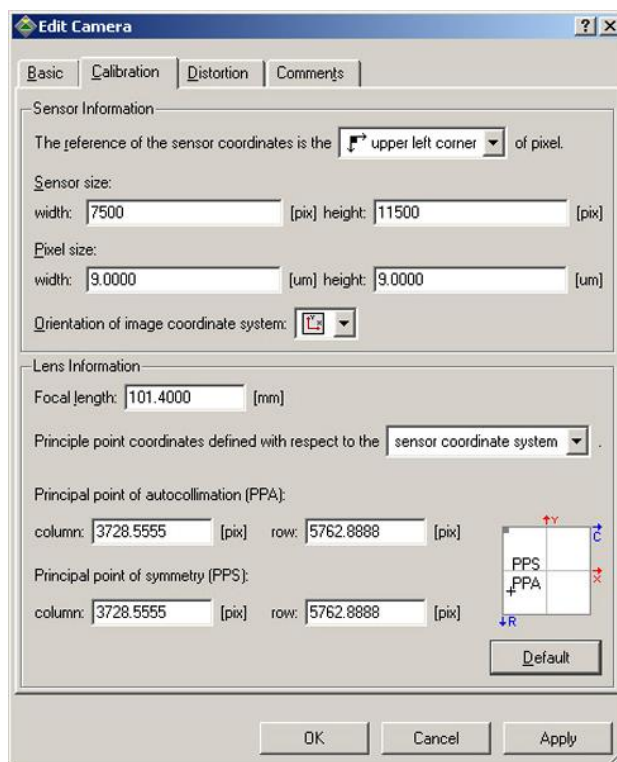 Edit Camera
Basic Calibration Distortion Comments
Sensor Information
The reference of the sensor coordinates is the upper left corner of pixel.
Sensor size:
width: 7500 [pix] height: 11500 [pix]
Pixel size:
width: 9.0000 [um] height: 9.0000 [um]
Orientation of image coordinate system:
Lens Information
Focal length: 101.4000 [mm]
Principle point coordinates defined with respect to the sensor coordinate system .
Principal point of autocollimation (PPA):
column: 3728.5555 [pix] row: 5762.8888 [pix]
Principal point of symmetry (PPS):
column: 3728.5555 [pix] row: 5762.8888 [pix]
Y
C
PPS
X
PPA
R
Default
OK Cancel Apply